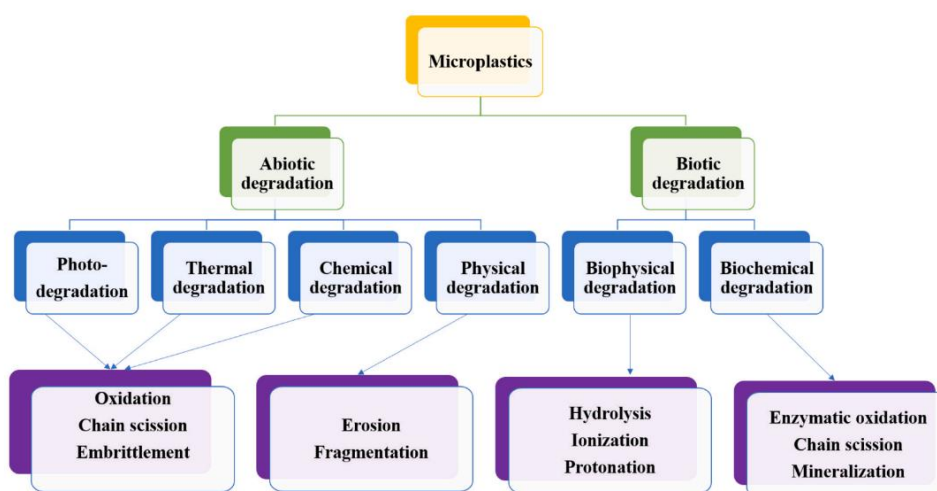 Microplastics
Abiotic
degradation
Biotic
degradation
Photo-
degradation
Thermal
degradation
Chemical
degradation
Physical
degradation
Biophysical
degradation
Biochemical
degradation
Oxidation
Chain scission
Embrittlement
Erosion
Fragmentation
Hydrolysis
Ionization
Protonation
Enzymatic oxidation
Chain scission
Mineralization